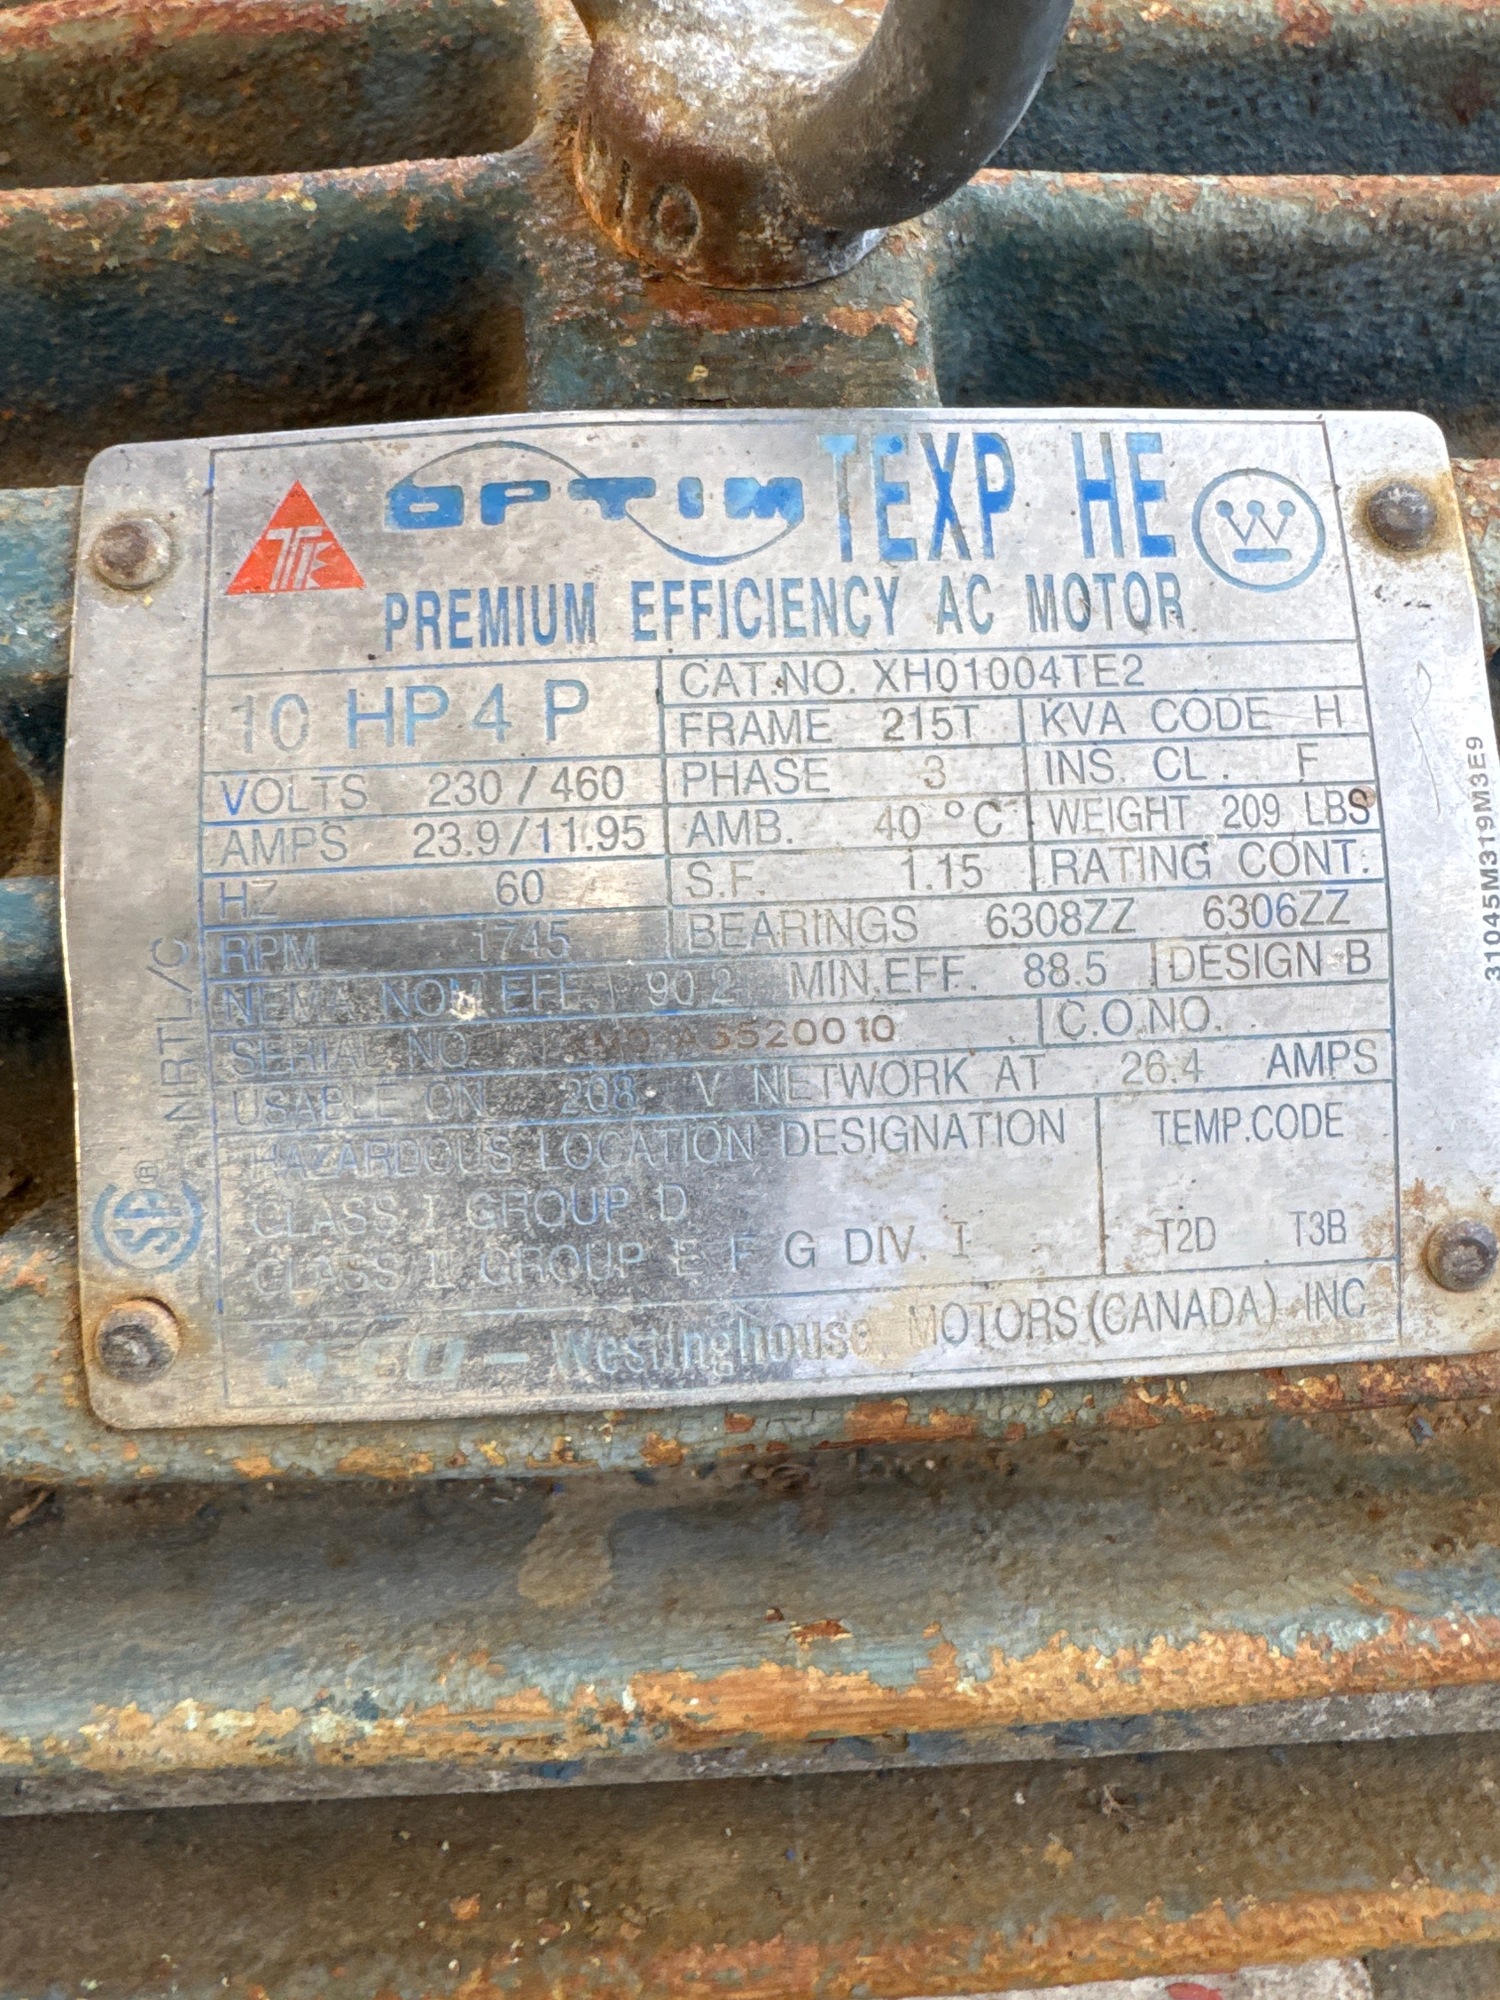 OPTIM TEXP HE
PREMIUM EFFICIENCY AC MOTOR
10 HP 4 P
CAT.NO. XH01004TE2
FRAME 215T KVA CODE H
VOLTS 230/460 PHASE 3 INS. CL. F
AMPS 23.9/11.95 AMB. 40 °C WEIGHT 209 LBS
HZ 60 S.F. 1.15 RATING CONT.
RPM 1745 BEARINGS 6308ZZ 6306ZZ
NEMA NOM.EFF. 90.2 MIN.EFF. 88.5 DESIGN B
SERIAL NO. C.O.NO.
USABLE ON 208 V NETWORK AT 26.4 AMPS
HAZARDOUS LOCATION DESIGNATION TEMP.CODE
CLASS I GROUP D
CLASS II GROUP E F G DIV. I T2D T3B
TECO - Westinghouse MOTORS (CANADA) INC
NRTL/C
31045M319M3E9